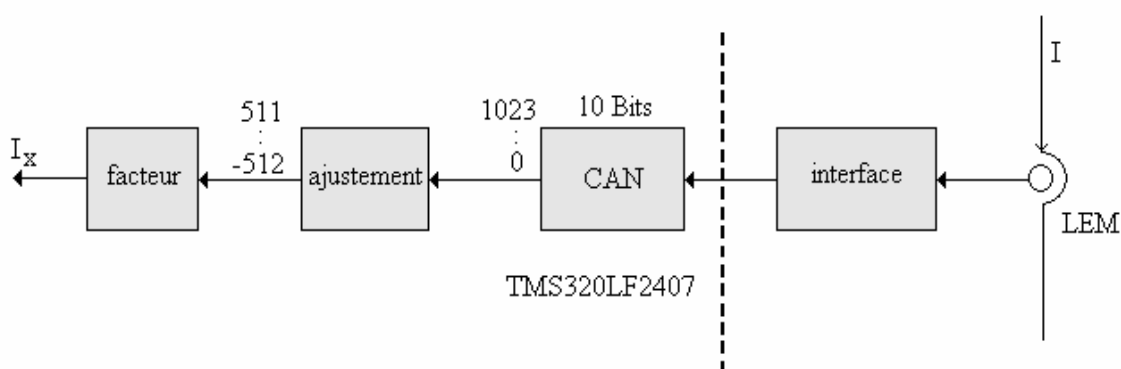 I
511
:
-512
1023
:
0
10 Bits
Ix
facteur
ajustement
CAN
interface
LEM
TMS320LF2407